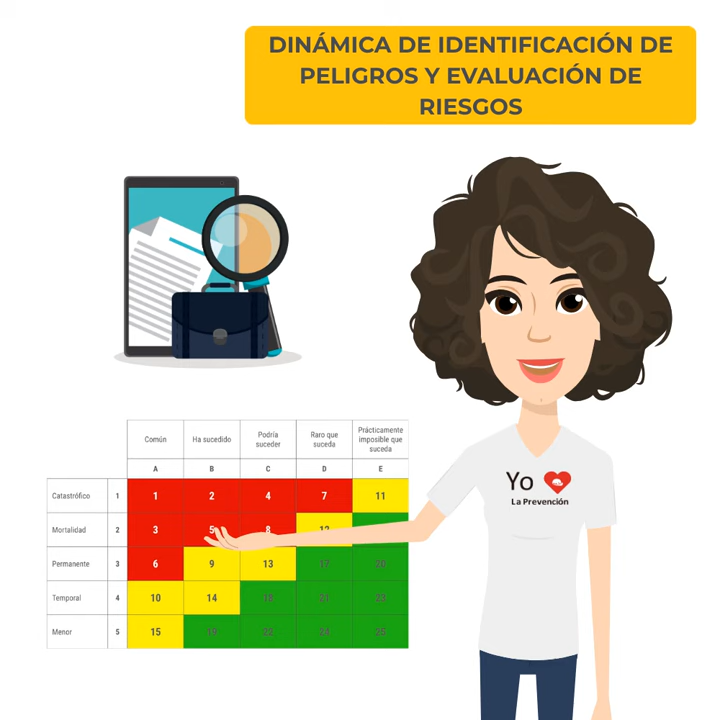 DINÁMICA DE IDENTIFICACIÓN DE
PELIGROS Y EVALUACIÓN DE
RIESGOS
Yo
La Prevención
Común Ha sucedido Podría suceder Raro que suceda Prácticamente imposible que suceda
A B C D E
Catastrófico 1 1 2 4 7 11
Mortalidad 2 3 5 8 12
Permanente 3 6 9 13 17 20
Temporal 4 10 14 18 21 23
Menor 5 15 19 22 24 25